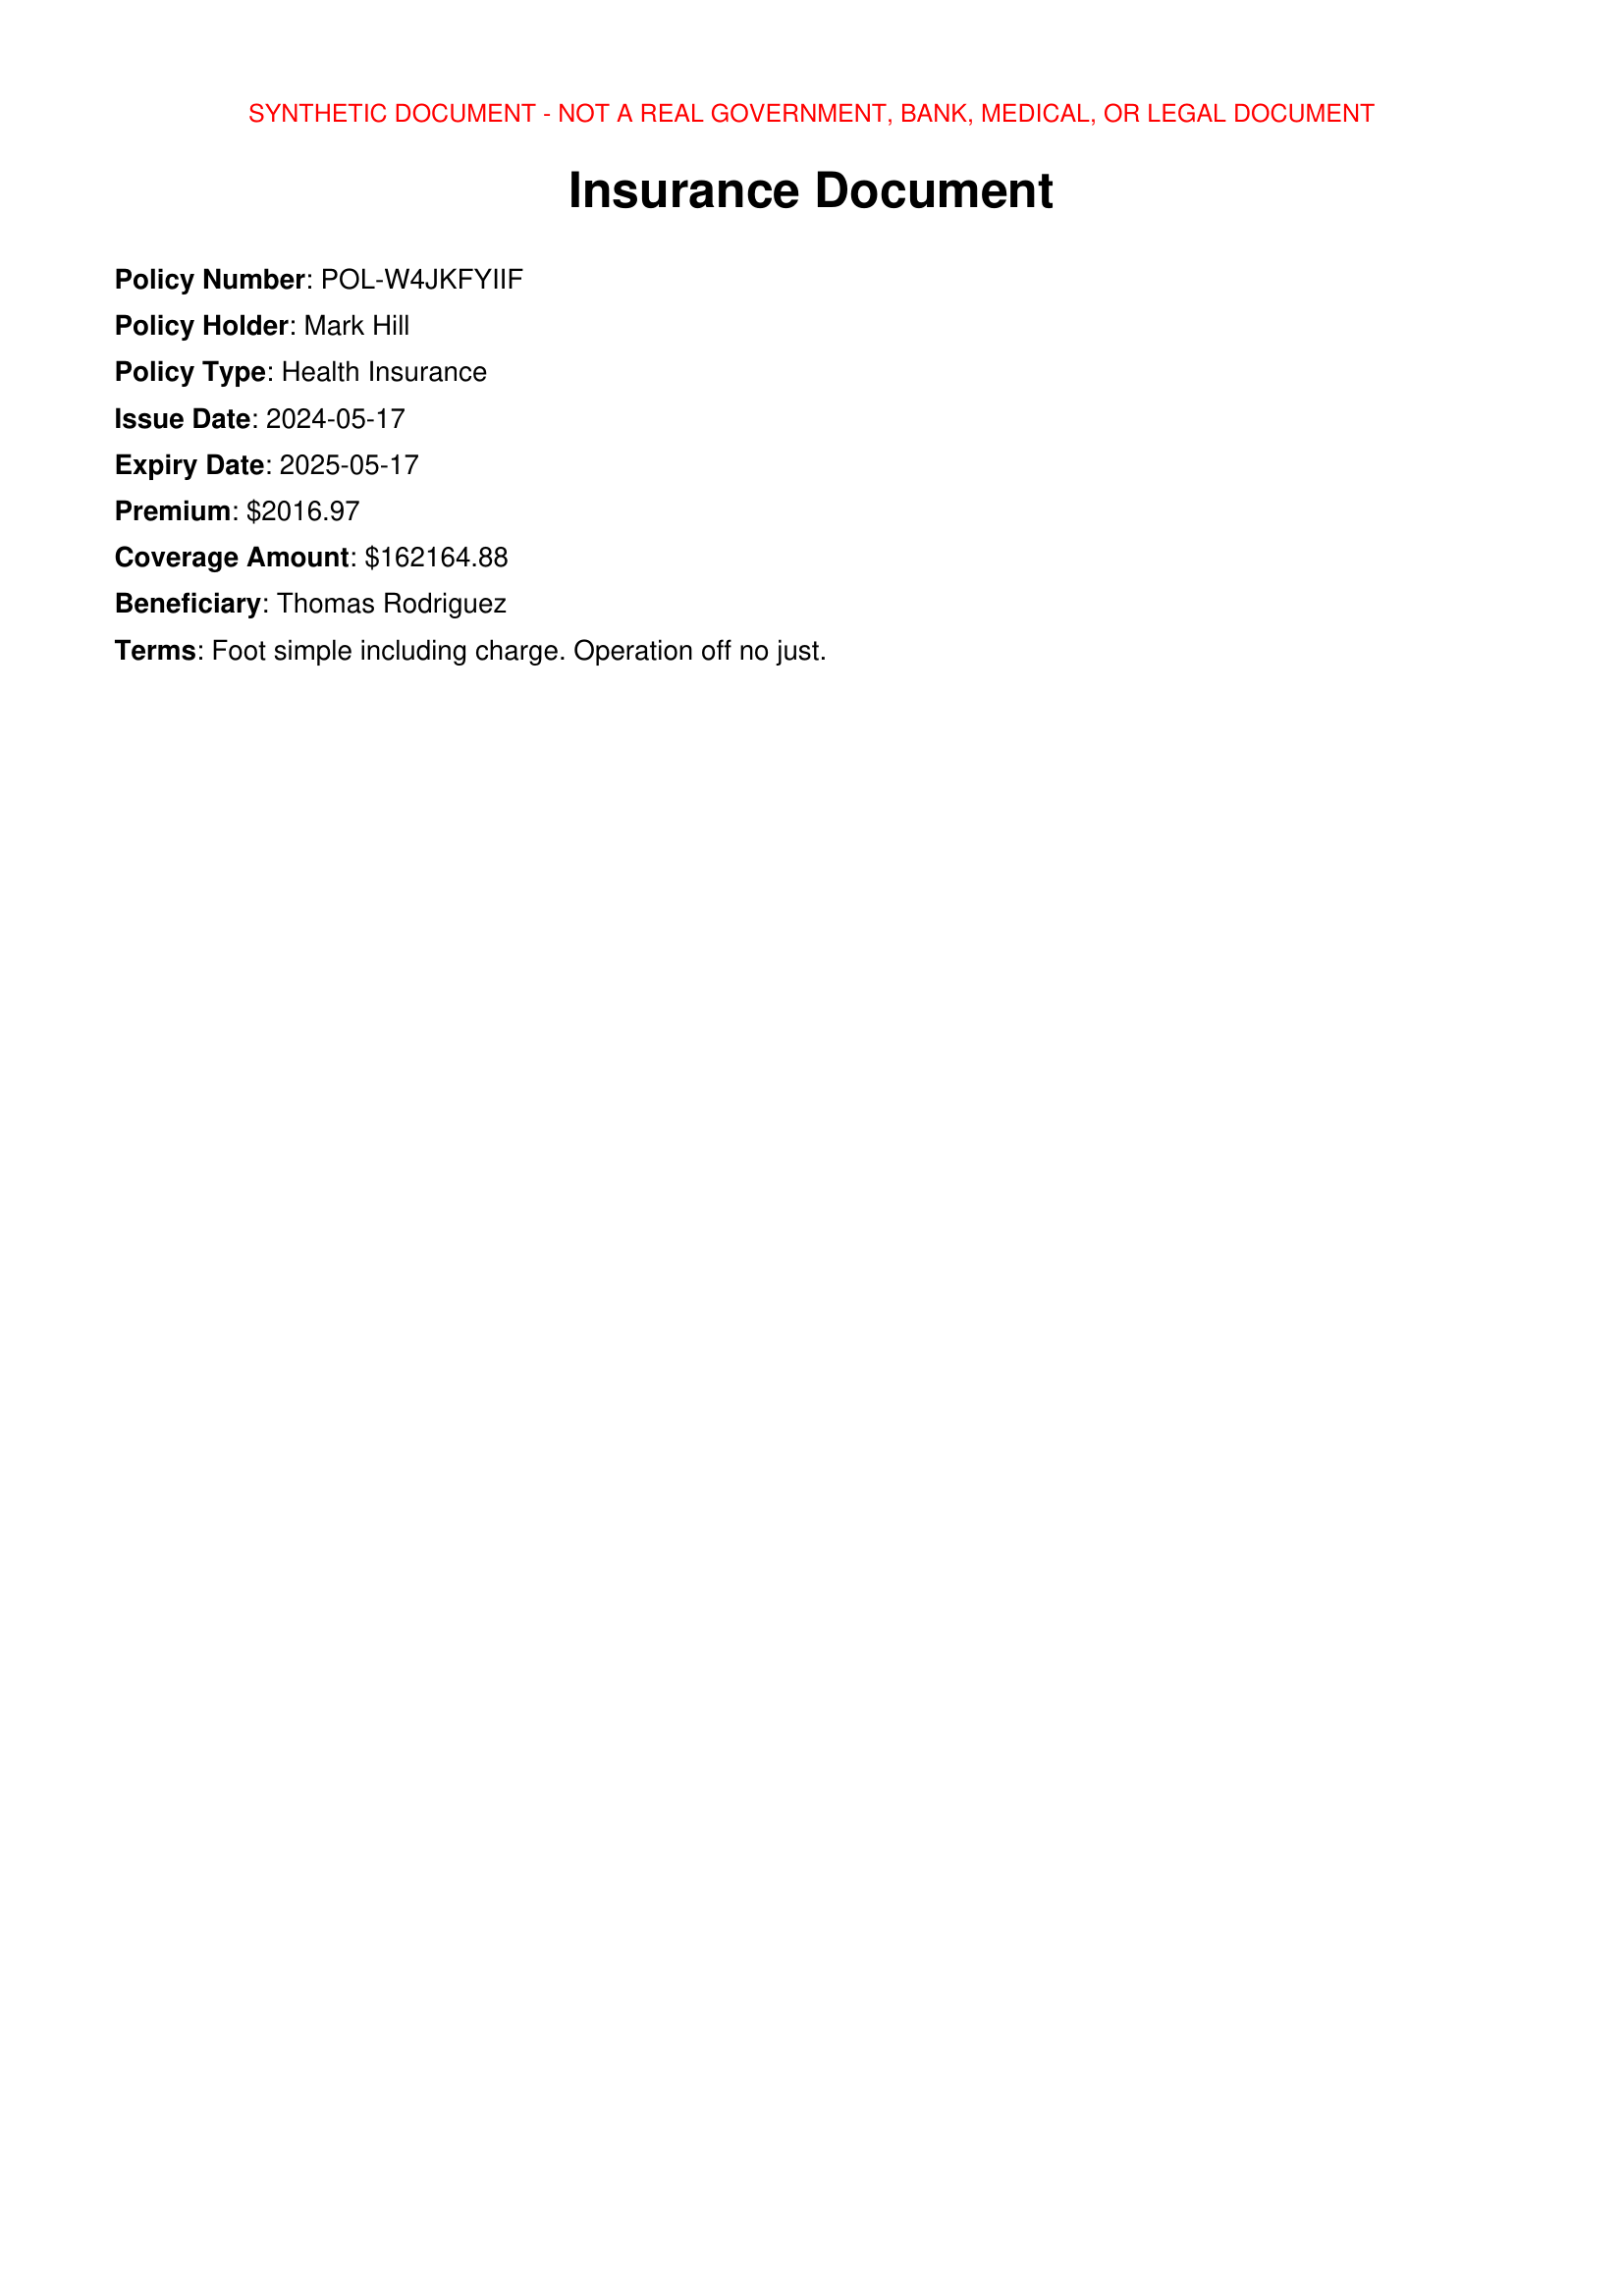 SYNTHETIC DOCUMENT - NOT A REAL GOVERNMENT, BANK, MEDICAL, OR LEGAL DOCUMENT
Insurance Document
Policy Number: POL-W4JKFYIIF
Policy Holder: Mark Hill
Policy Type: Health Insurance
Issue Date: 2024-05-17
Expiry Date: 2025-05-17
Premium: $2016.97
Coverage Amount: $162164.88
Beneficiary: Thomas Rodriguez
Terms: Foot simple including charge. Operation off no just.